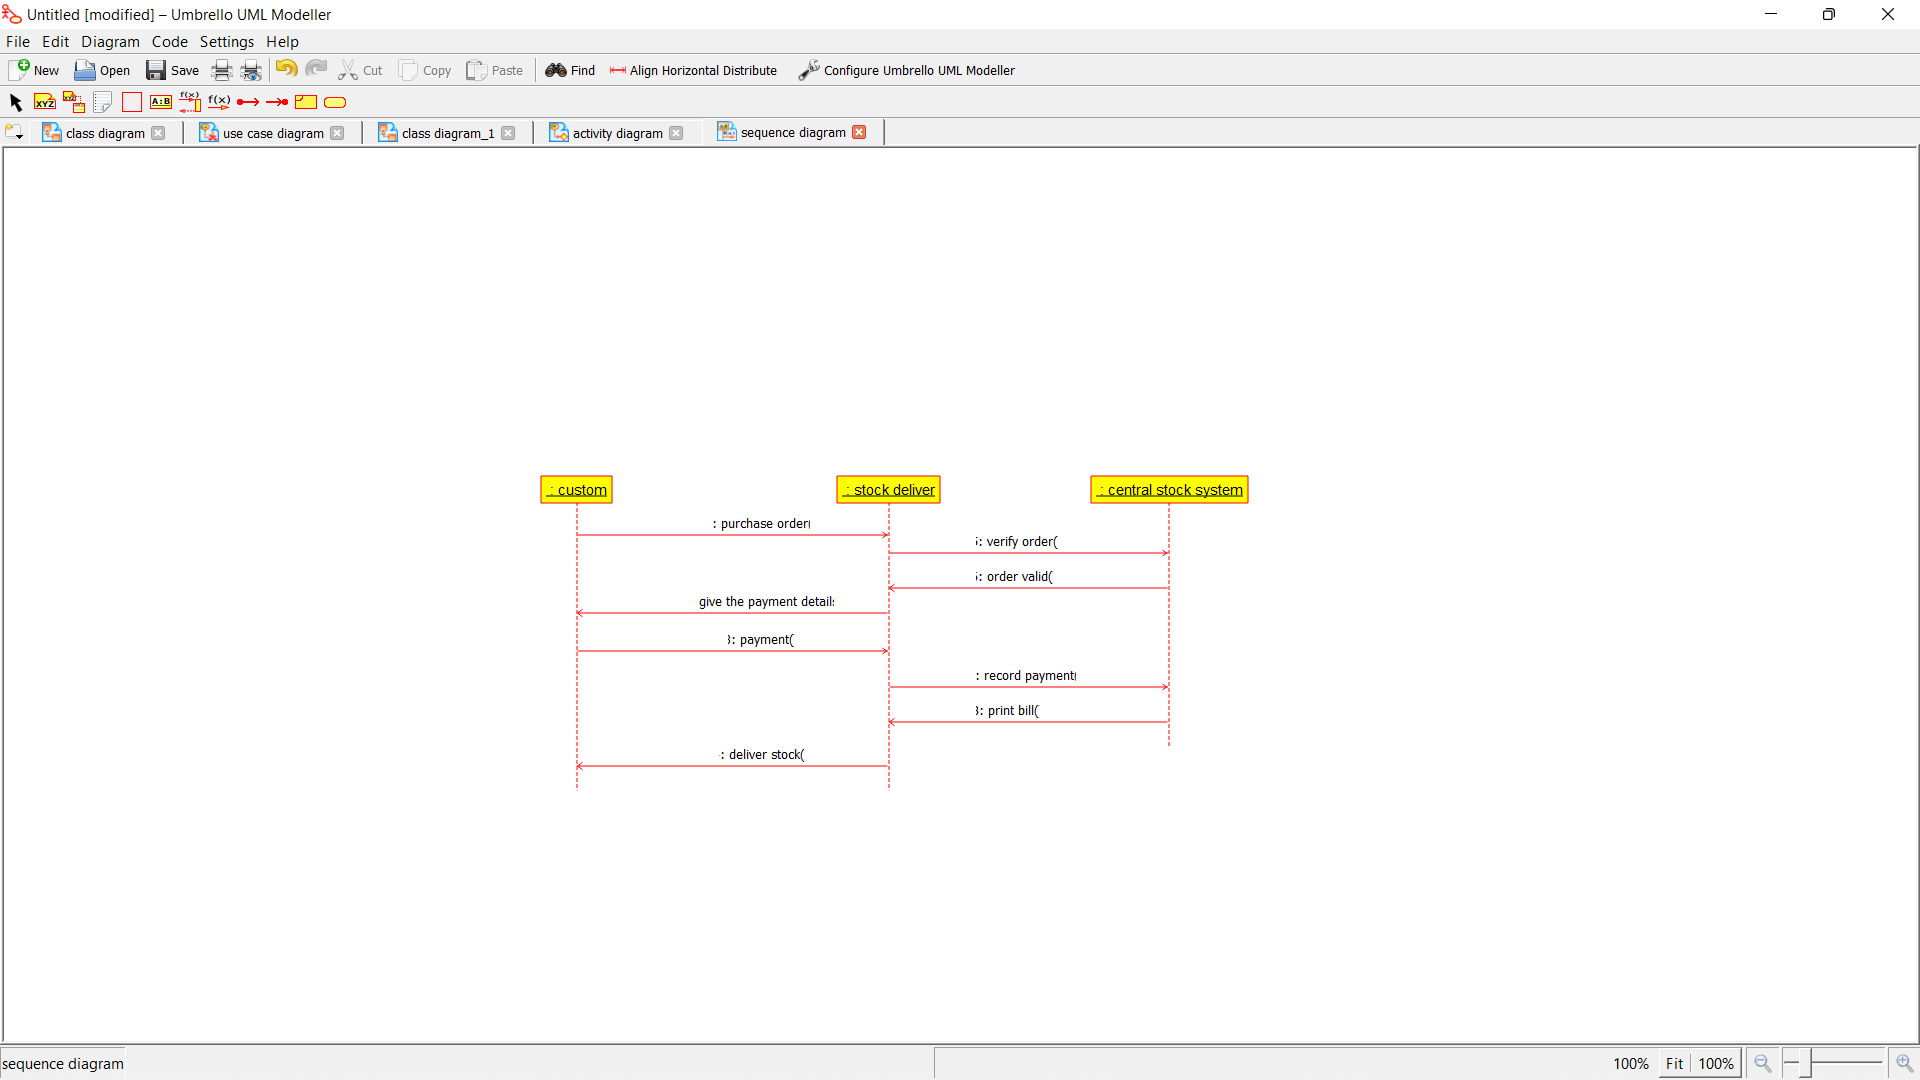 Untitled [modified] – Umbrello UML Modeller
File Edit Diagram Code Settings Help
New Open Save Cut Copy Paste Find Align Horizontal Distribute Configure Umbrello UML Modeller
XYZ XYZ A:B f(x) f(x)
class diagram use case diagram class diagram_1 activity diagram sequence diagram
: custom : stock deliver : central stock system
: purchase order(
: verify order(
: order valid(
give the payment detail
: payment(
: record payment(
: print bill(
: deliver stock(
sequence diagram 100% Fit 100%